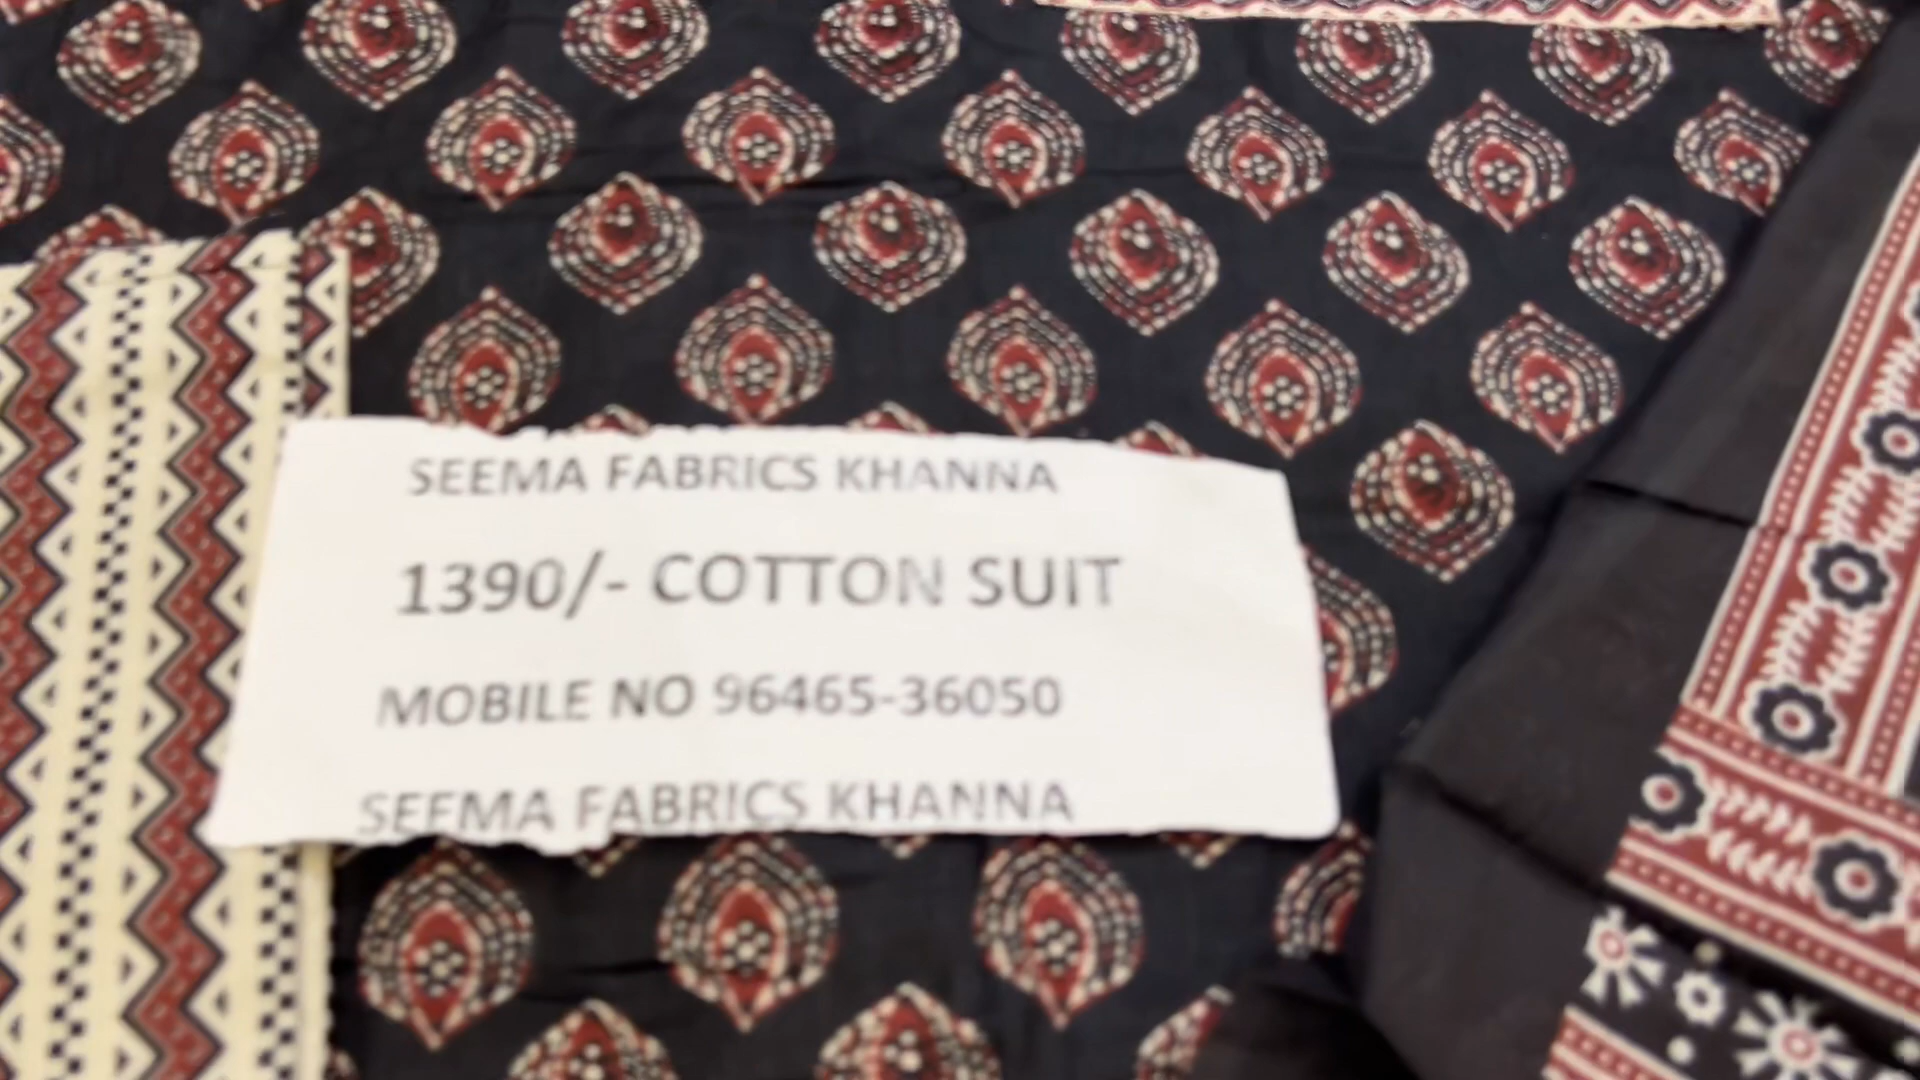 SEEMA FABRICS KHANNA
1390/- COTTON SUIT
MOBILE NO 96465-36050
SEEMA FABRICS KHANNA